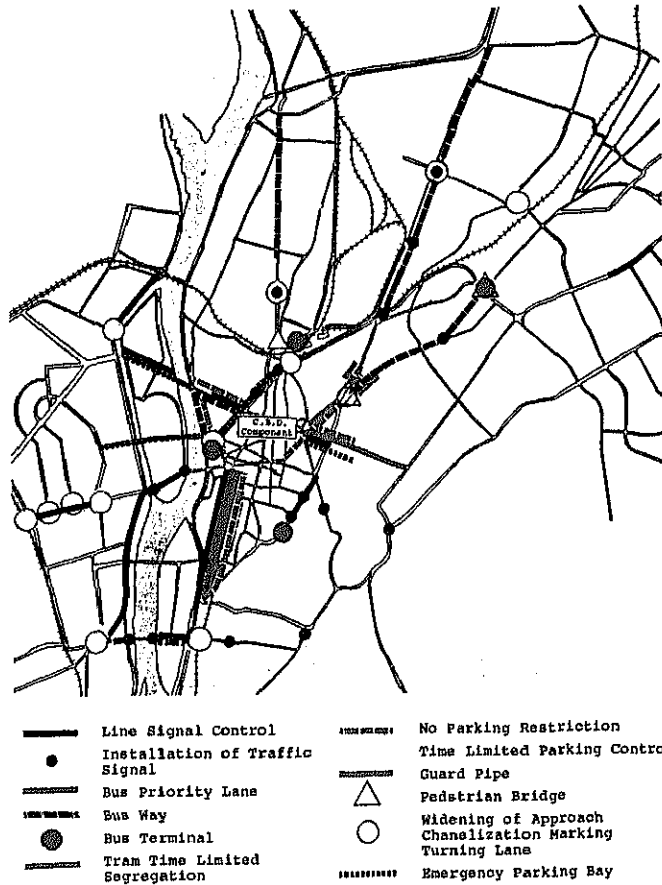 C.B.D.
Component
Line Signal Control
Installation of Traffic
Signal
Bus Priority Lane
Bus Way
Bus Terminal
Tram Time Limited
Segregation
No Parking Restriction
Time Limited Parking Contro
Guard Pipe
Pedstrian Bridge
Widening of Approach
Chanelization Marking
Turning Lane
Emergency Parking Bay